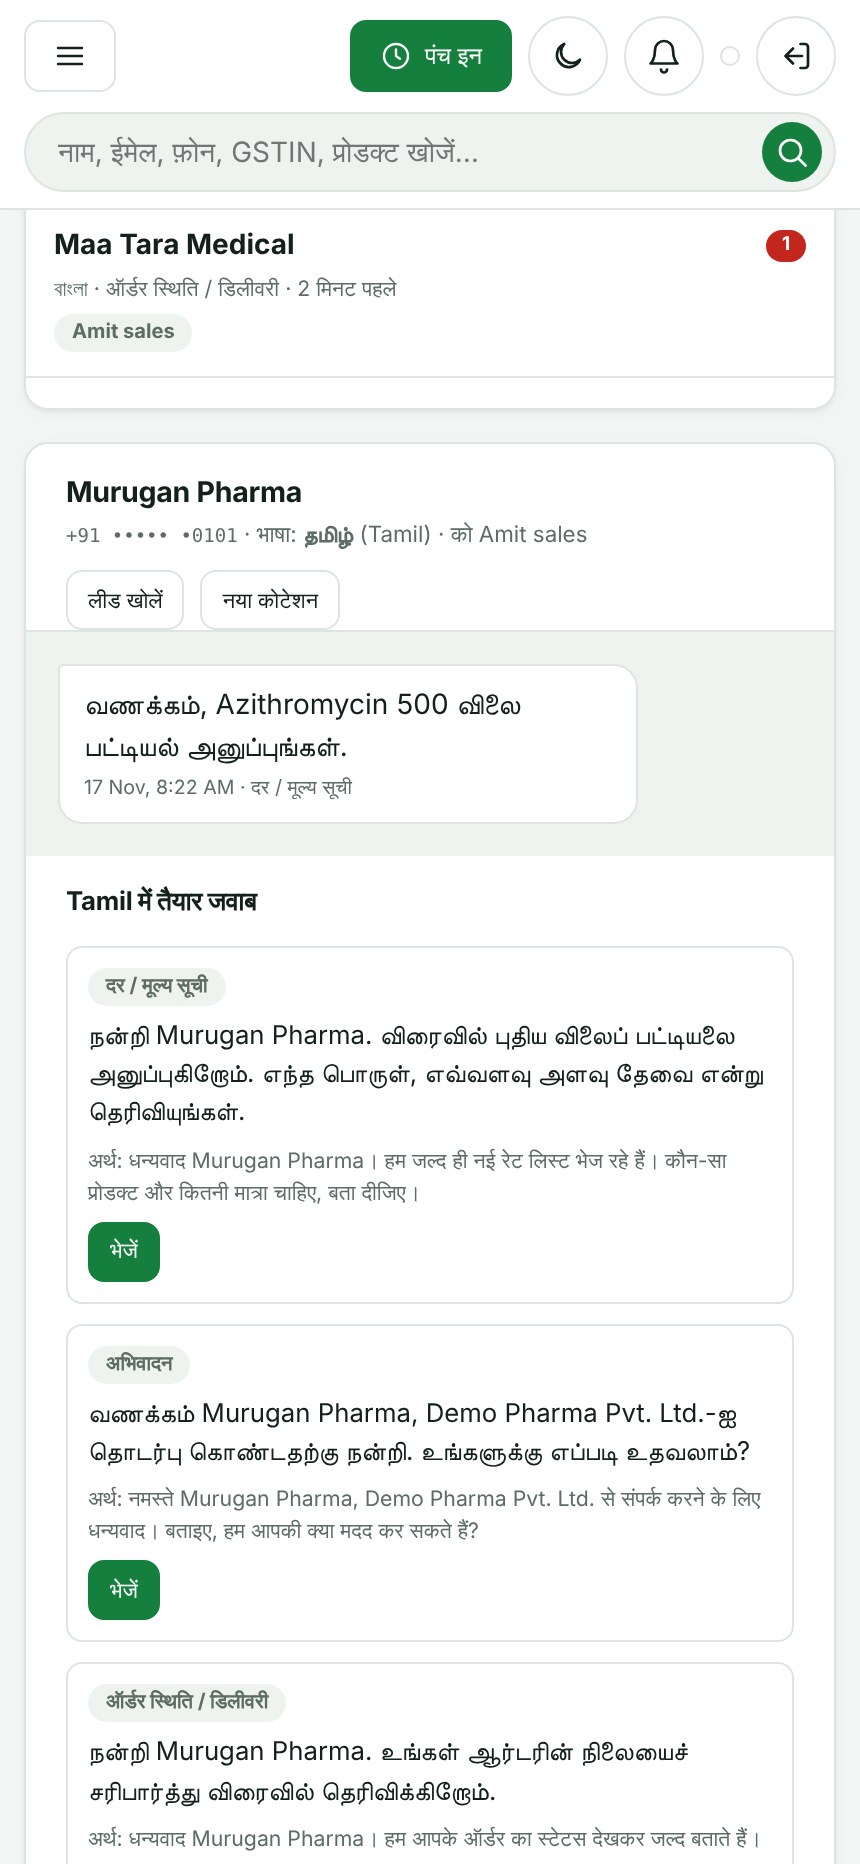 पंच इन
नाम, ईमेल, फ़ोन, GSTIN, प्रोडक्ट खोजें...
Maa Tara Medical
1
বাংলা · ऑर्डर स्थिति / डिलीवरी · 2 मिनट पहले
Amit sales
Murugan Pharma
+91 ••••• •0101 · भाषा: தமிழ் (Tamil) · को Amit sales
लीड खोलें
नया कोटेशन
வணக்கம், Azithromycin 500 விலை
பட்டியல் அனுப்புங்கள்.
17 Nov, 8:22 AM · दर / मूल्य सूची
Tamil में तैयार जवाब
दर / मूल्य सूची
நன்றி Murugan Pharma. விரைவில் புதிய விலைப் பட்டியலை
அனுப்புகிறோம். எந்த பொருள், எவ்வளவு அளவு தேவை என்று
தெரிவியுங்கள்.
अर्थ: धन्यवाद Murugan Pharma। हम जल्द ही नई रेट लिस्ट भेज रहे हैं। कौन-सा
प्रोडक्ट और कितनी मात्रा चाहिए, बता दीजिए।
भेजें
अभिवादन
வணக்கம் Murugan Pharma, Demo Pharma Pvt. Ltd.-ஐ
தொடர்பு கொண்டதற்கு நன்றி. உங்களுக்கு எப்படி உதவலாம்?
अर्थ: नमस्ते Murugan Pharma, Demo Pharma Pvt. Ltd. से संपर्क करने के लिए
धन्यवाद। बताइए, हम आपकी क्या मदद कर सकते हैं?
भेजें
ऑर्डर स्थिति / डिलीवरी
நன்றி Murugan Pharma. உங்கள் ஆர்டரின் நிலையைச்
சரிபார்த்து விரைவில் தெரிவிக்கிறோம்.
अर्थ: धन्यवाद Murugan Pharma। हम आपके ऑर्डर का स्टेटस देखकर जल्द बताते हैं।